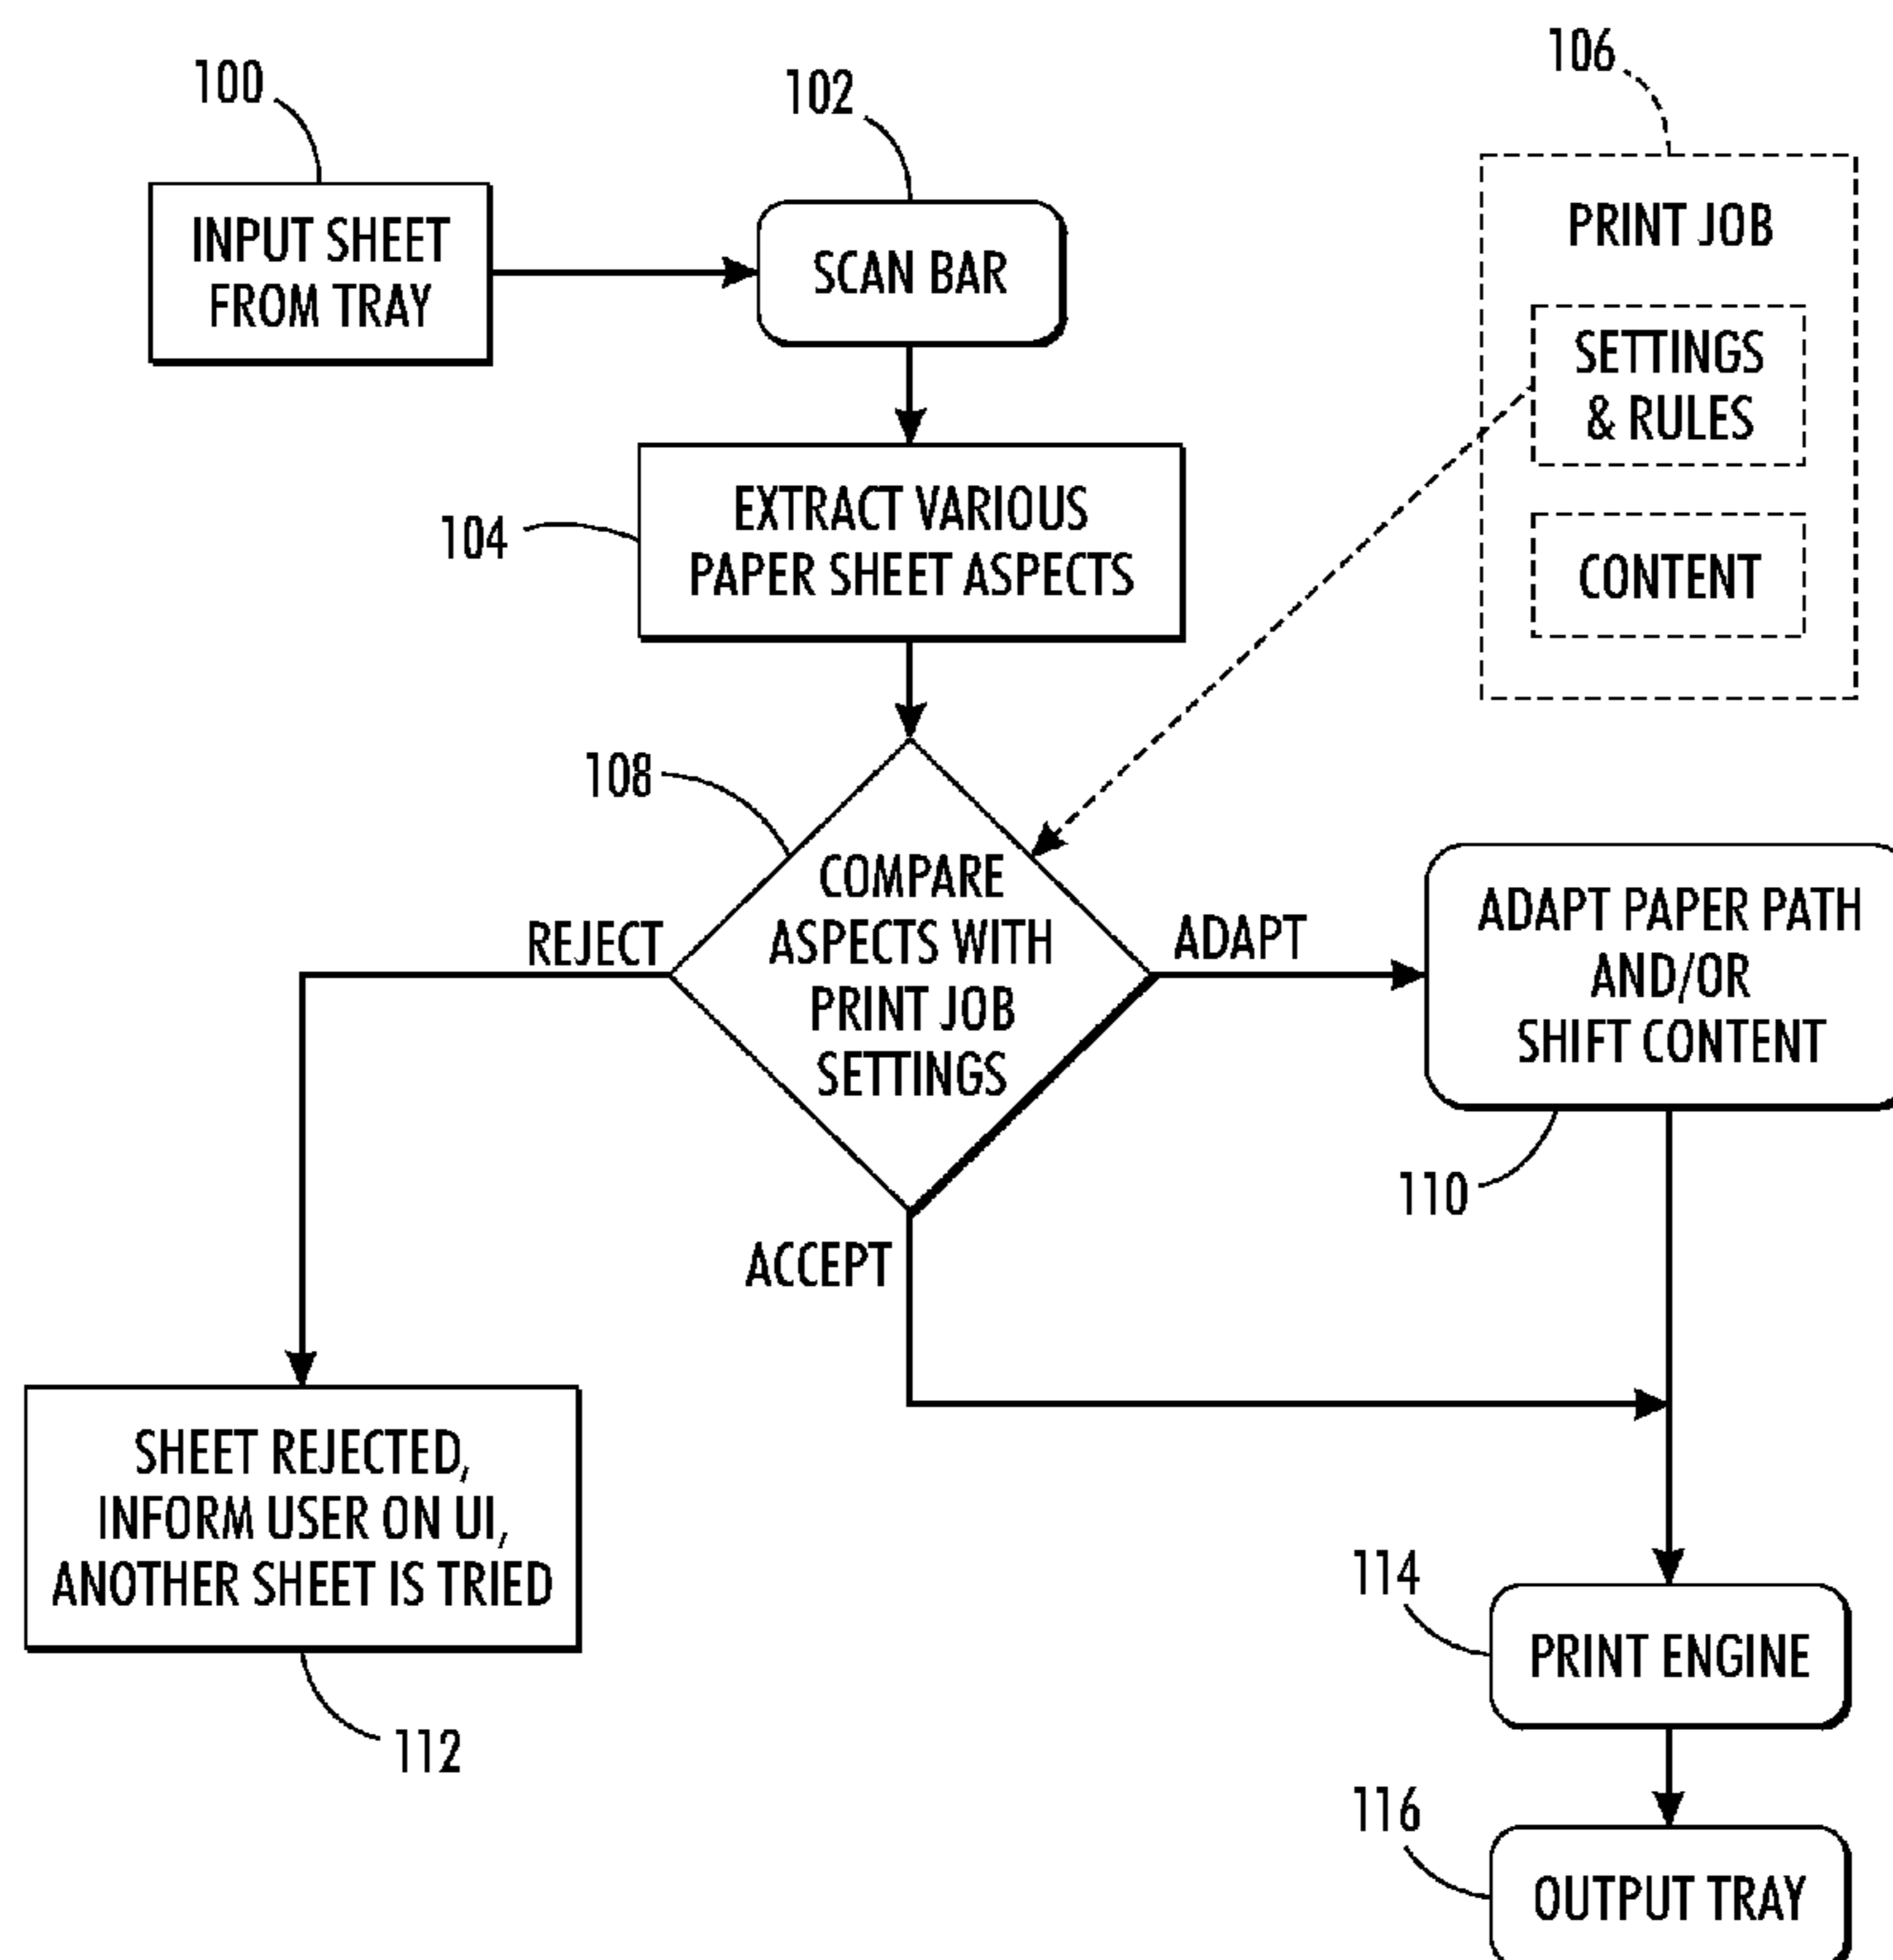 100
INPUT SHEET
FROM TRAY
102
SCAN BAR
106
PRINT JOB
SETTINGS
& RULES
CONTENT
104
EXTRACT VARIOUS
PAPER SHEET ASPECTS
108
COMPARE
ASPECTS WITH
PRINT JOB
SETTINGS
REJECT
ADAPT
ACCEPT
ADAPT PAPER PATH
AND/OR
SHIFT CONTENT
110
SHEET REJECTED,
INFORM USER ON UI,
ANOTHER SHEET IS TRIED
112
114
PRINT ENGINE
116
OUTPUT TRAY